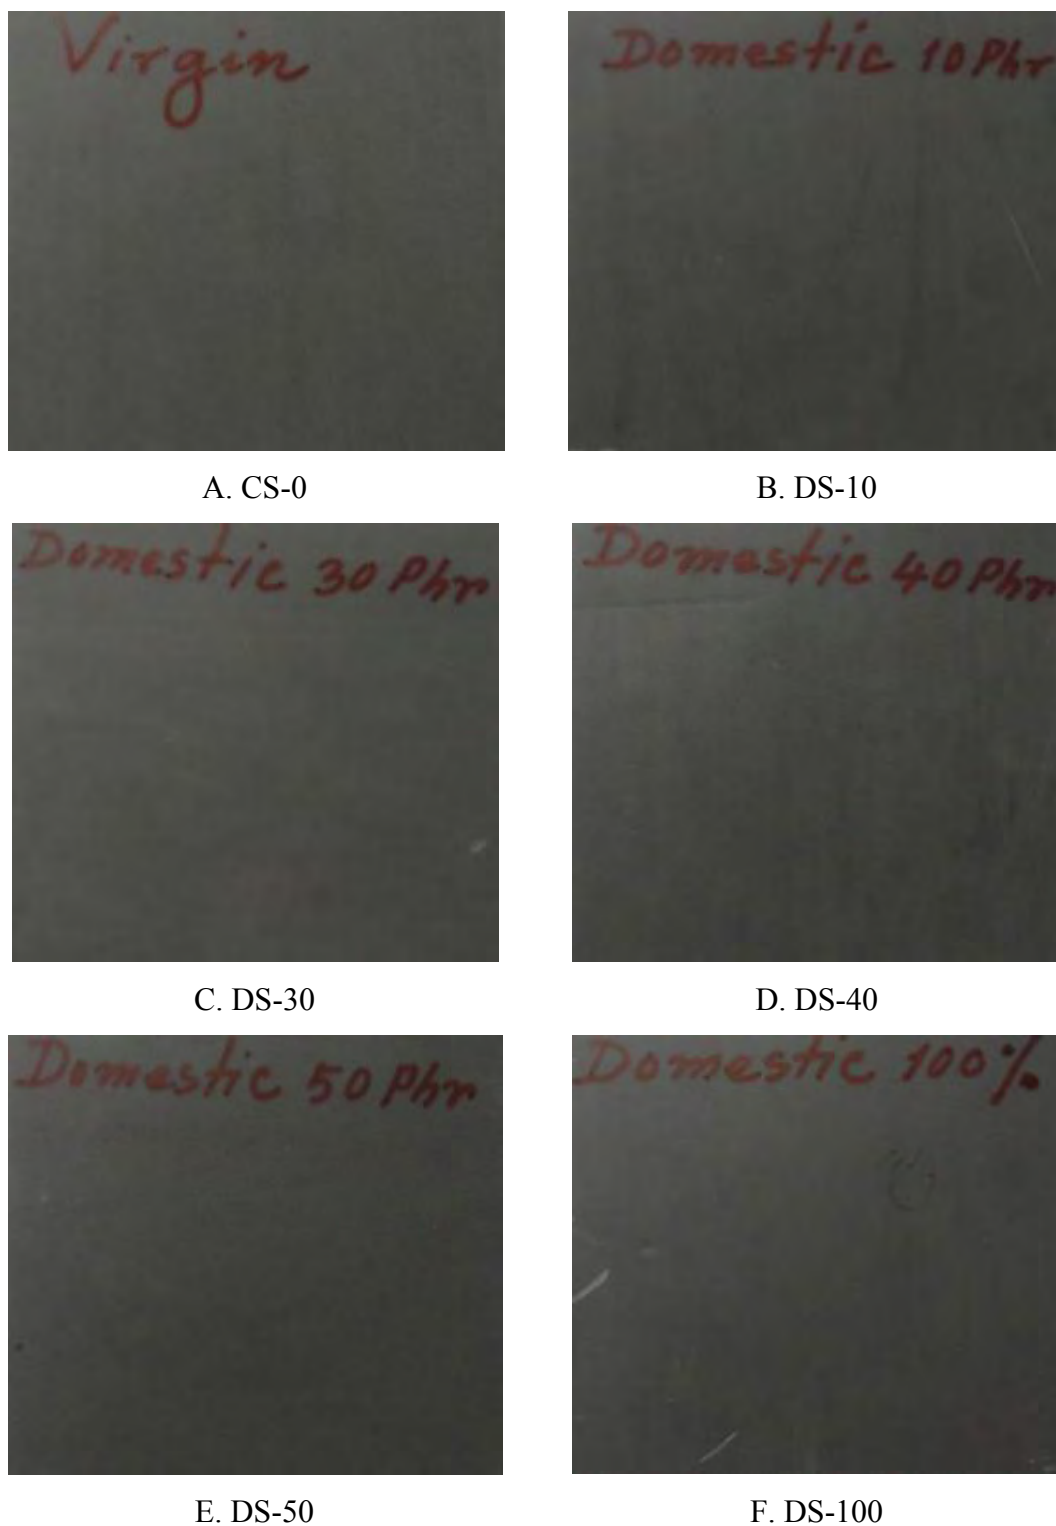 Virgin
Domestic 10 Phr
A. CS-0
B. DS-10
Domestic 30 Phr
Domestic 40 Phr
C. DS-30
D. DS-40
Domestic 50 Phr
Domestic 100%
E. DS-50
F. DS-100